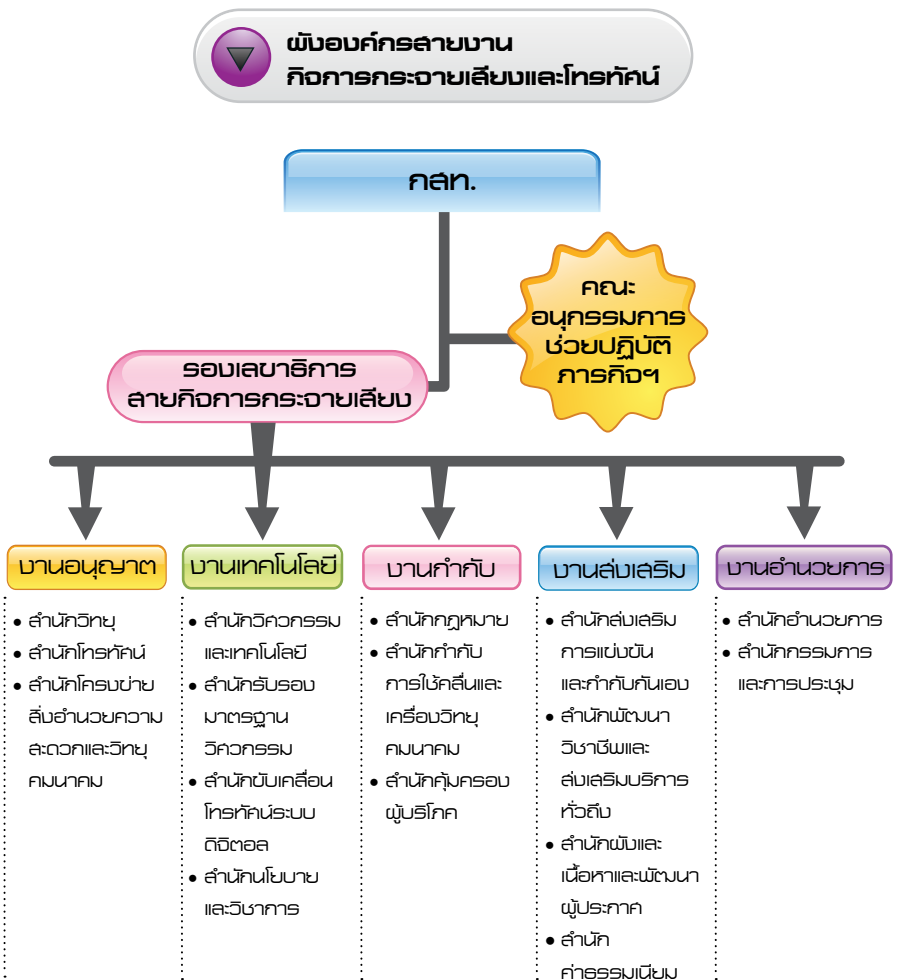 ผังองค์กรสายงาน
กิจการกระจายเสียงและโทรทัศน์
กสท.
คณะ
อนุกรรมการ
ช่วยปฏิบัติ
ภารกิจฯ
รองเลขาธิการ
สายกิจการกระจายเสียง
งานอนุญาต
• สำนักวิทยุ
• สำนักโทรทัศน์
• สำนักโครงข่าย
สิ่งอำนวยความ
สะดวกและวิทยุ
คมนาคม
งานเทคโนโลยี
• สำนักวิศวกรรม
และเทคโนโลยี
• สำนักรับรอง
มาตรฐาน
วิศวกรรม
• สำนักขับเคลื่อน
โทรทัศน์ระบบ
ดิจิตอล
• สำนักนโยบาย
และวิชาการ
งานกำกับ
• สำนักกฎหมาย
• สำนักกำกับ
การใช้คลื่นและ
เครื่องวิทยุ
คมนาคม
• สำนักคุ้มครอง
ผู้บริโภค
งานส่งเสริม
• สำนักส่งเสริม
การแข่งขัน
และกำกับกันเอง
• สำนักพัฒนา
วิชาชีพและ
ส่งเสริมบริการ
ทั่วถึง
• สำนักผังและ
เนื้อหาและพัฒนา
ผู้ประกาศ
• สำนัก
ค่าธรรมเนียม
งานอำนวยการ
• สำนักอำนวยการ
• สำนักกรรมการ
และการประชุม